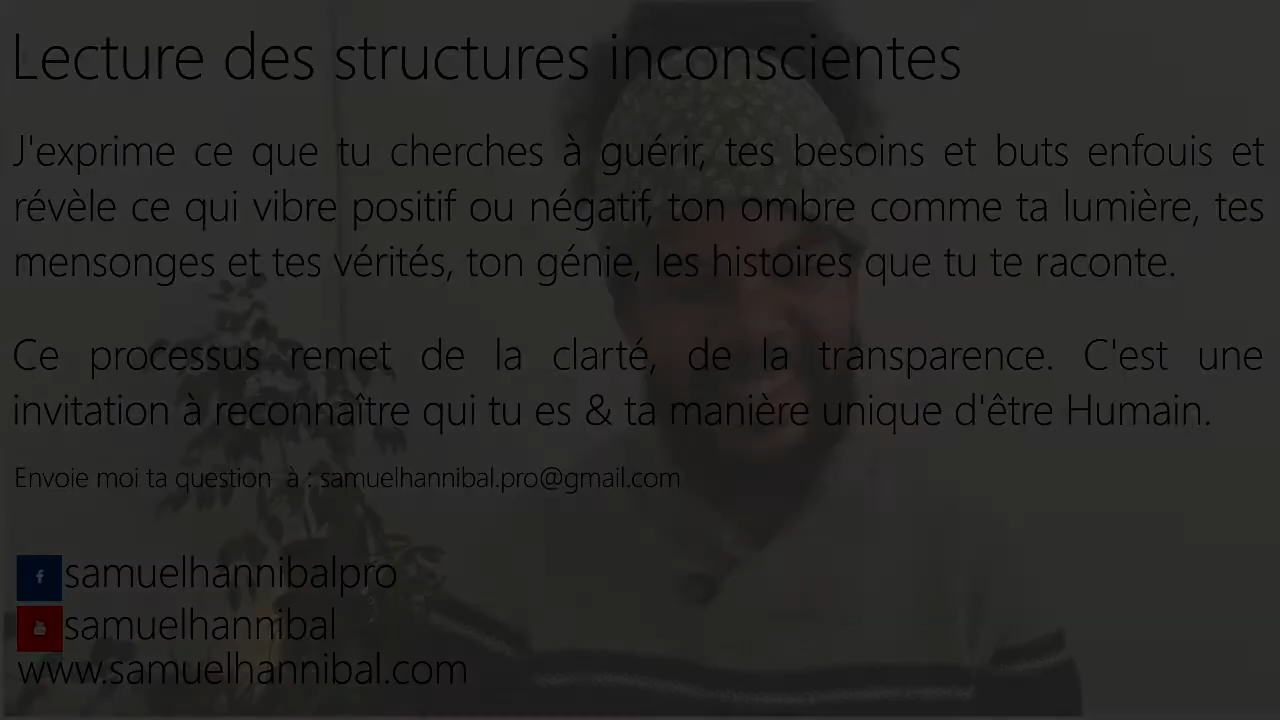 Lecture des structures inconscientes
J'exprime ce que tu cherches à guérir, tes besoins et buts enfouis et
révèle ce qui vibre positif ou négatif, ton ombre comme ta lumière, tes
mensonges et tes vérités, ton génie, les histoires que tu te raconte.
Ce processus remet de la clarté, de la transparence. C'est une
invitation à reconnaître qui tu es & ta manière unique d'être Humain.
Envoie moi ta question à : samuelhannibal.pro@gmail.com
samuelhannibalpro
samuelhannibal
www.samuelhannibal.com